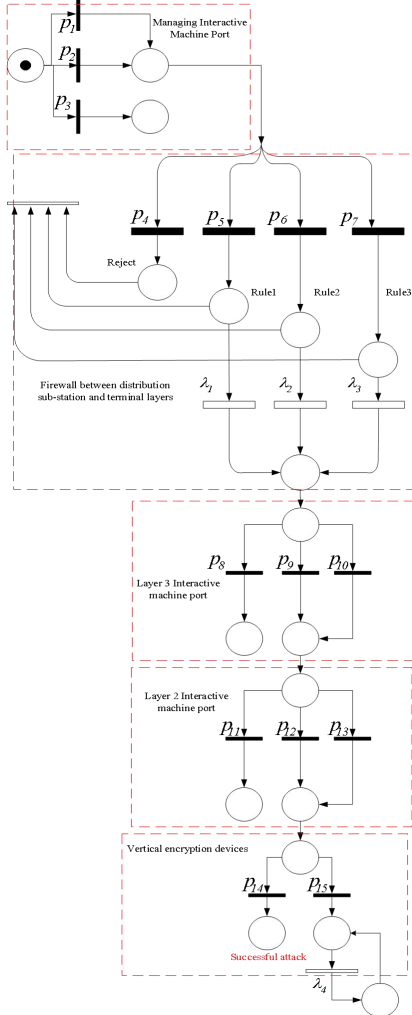 p1
Managing Interactive
Machine Port
p2
p3
p4
p5
p6
p7
Reject
Rule1
Rule2
Rule3
λ1
λ2
λ3
Firewall between distribution
sub-station and terminal layers
p8
p9
p10
Layer 3 Interactive
machine port
Layer 2 Interactive
machine port
p11
p12
p13
Vertical encryption devices
p14
p15
Successful attack
λ4